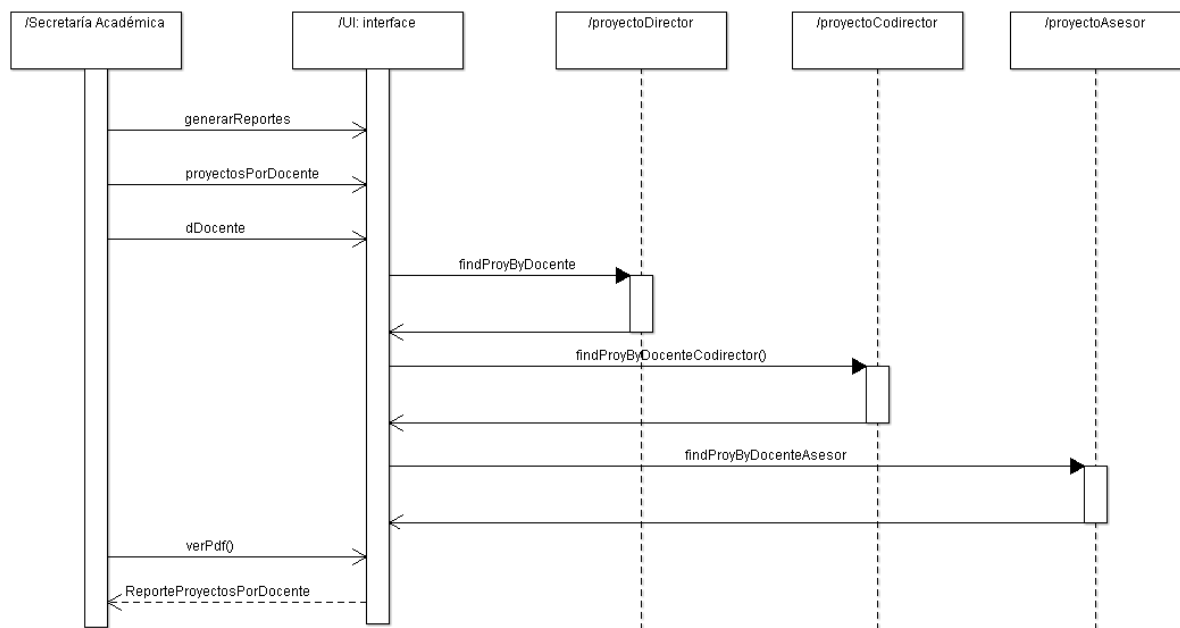 /Secretaría Académica
/UI: interface
/proyectoDirector
/proyectoCodirector
/proyectoAsesor
generarReportes
proyectosPorDocente
dDocente
findProyByDocente
findProyByDocenteCodirector()
findProyByDocenteAsesor
verPdf()
ReporteProyectosPorDocente